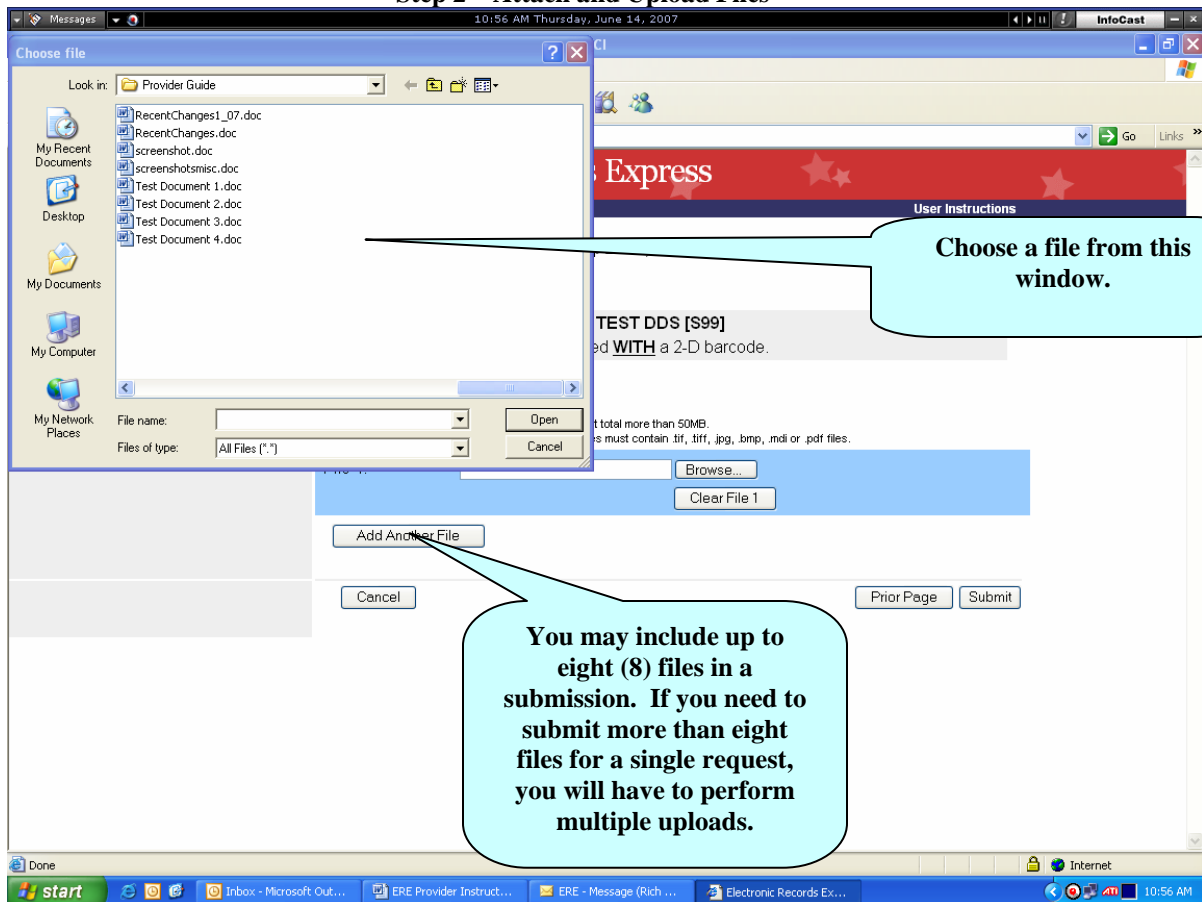 Step 2 – Attach and Upload Files
Messages
10:56 AM Thursday, June 14, 2007
InfoCast
Choose file
CI
Look in:
Provider Guide
My Recent
Documents
Desktop
My Documents
My Computer
My Network
Places
RecentChanges1_07.doc
RecentChanges.doc
screenshot.doc
screenshotsmisc.doc
Test Document 1.doc
Test Document 2.doc
Test Document 3.doc
Test Document 4.doc
File name:
Open
Files of type:
All Files (*.*)
Cancel
Go
Links »
Express
User Instructions
Choose a file from this
window.
TEST DDS [S99]
ed WITH a 2-D barcode.
t total more than 50MB.
es must contain .tif, .tiff, .jpg, .bmp, .mdi or .pdf files.
Browse...
Clear File 1
Add Another File
Cancel
Prior Page
Submit
You may include up to
eight (8) files in a
submission. If you need to
submit more than eight
files for a single request,
you will have to perform
multiple uploads.
Done
Internet
start
Inbox - Microsoft Out...
ERE Provider Instruct...
ERE - Message (Rich ...
Electronic Records Ex...
10:56 AM